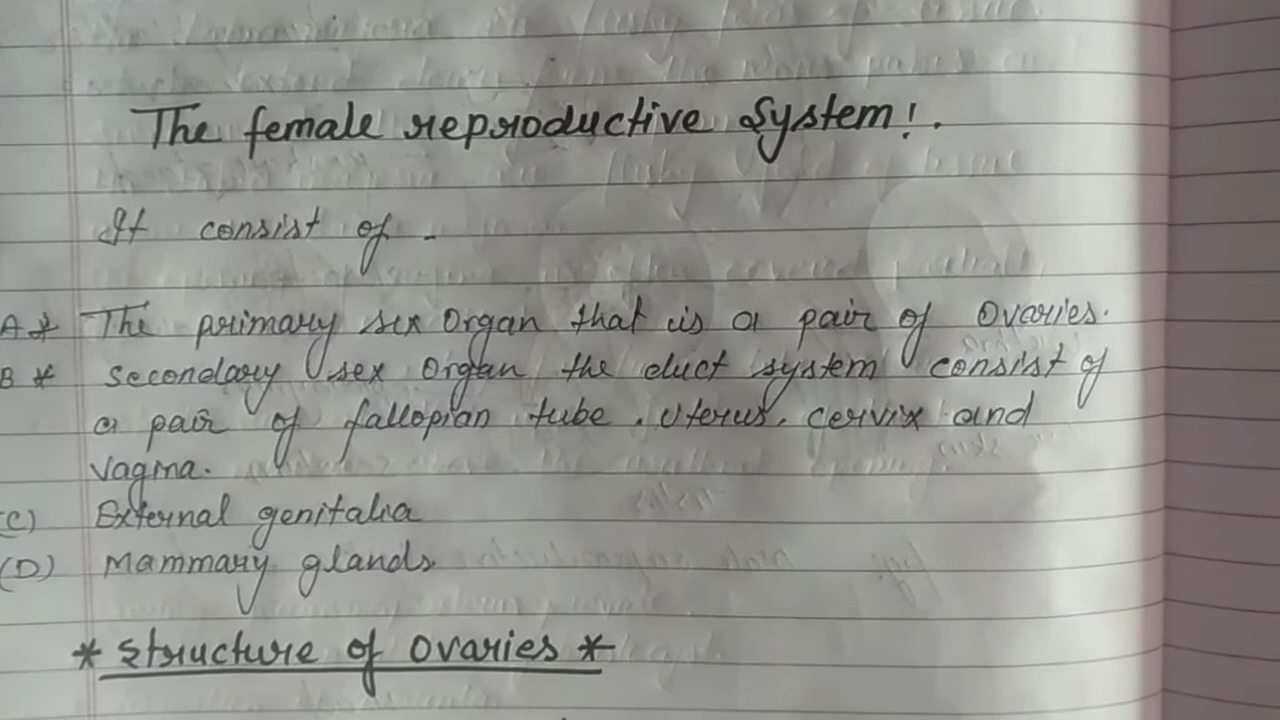 The female reproductive System!.
It consist of -
A* The primary sex Organ that is a pair of Ovaries.
B* secondary sex Organ the duct system consist of
a pair of fallopian tube, uterus, cervix and
vagina.
(C) External genitalia
(D) Mammary glands
* Structure of Ovaries *